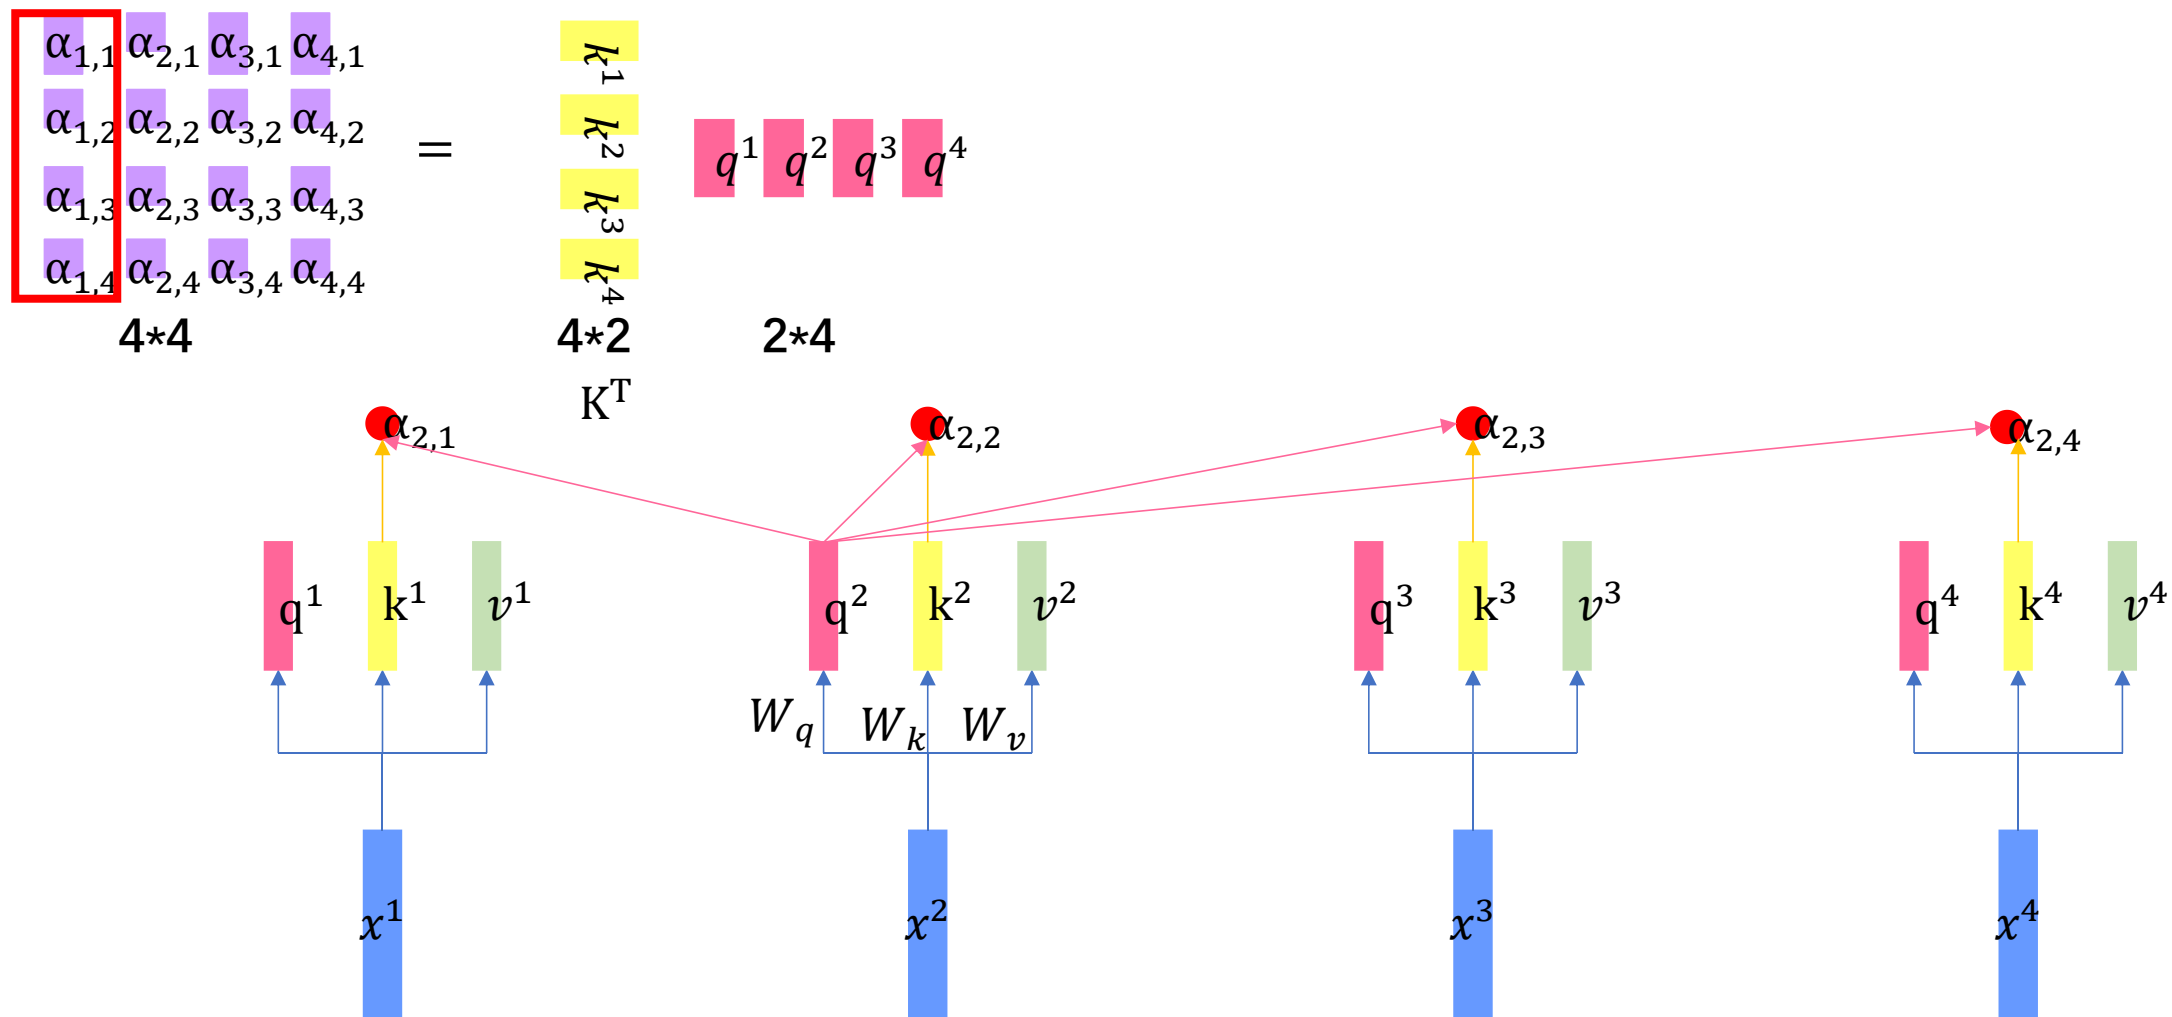 α1,1 α2,1 α3,1 α4,1
α1,2 α2,2 α3,2 α4,2
α1,3 α2,3 α3,3 α4,3
α1,4 α2,4 α3,4 α4,4
=
k¹
k²
k³
k⁴
q¹ q² q³ q⁴
4*4 4*2 2*4
Kᵀ
α2,1 α2,2 α2,3 α2,4
q¹ k¹ v¹ q² k² v² q³ k³ v³ q⁴ k⁴ v⁴
Wq Wk Wv
x¹ x² x³ x⁴